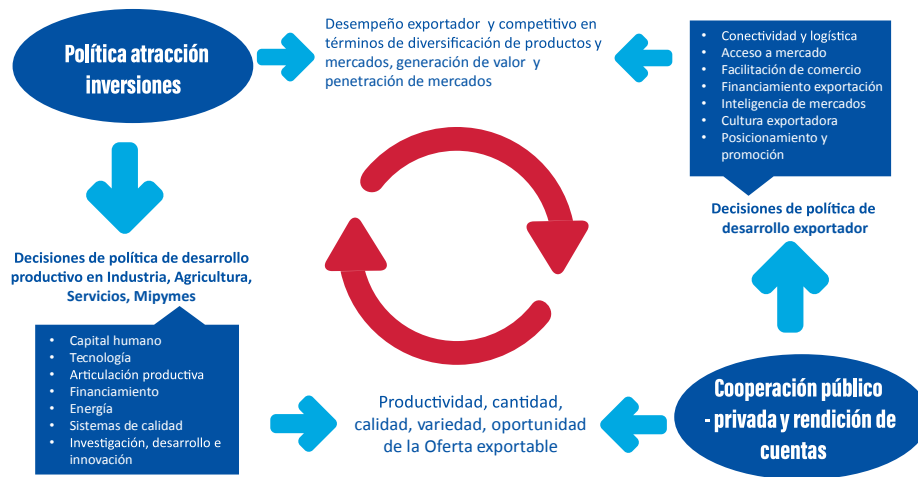 Política atracción
inversiones
Desempeño exportador y competitivo en
términos de diversificación de productos y
mercados, generación de valor y
penetración de mercados
• Conectividad y logística
• Acceso a mercado
• Facilitación de comercio
• Financiamiento exportación
• Inteligencia de mercados
• Cultura exportadora
• Posicionamiento y
promoción
Decisiones de política de
desarrollo exportador
Decisiones de política de desarrollo
productivo en Industria, Agricultura,
Servicios, Mipymes
• Capital humano
• Tecnología
• Articulación productiva
• Financiamiento
• Energía
• Sistemas de calidad
• Investigación, desarrollo e
innovación
Productividad, cantidad,
calidad, variedad, oportunidad
de la Oferta exportable
Cooperación público
- privada y rendición de
cuentas